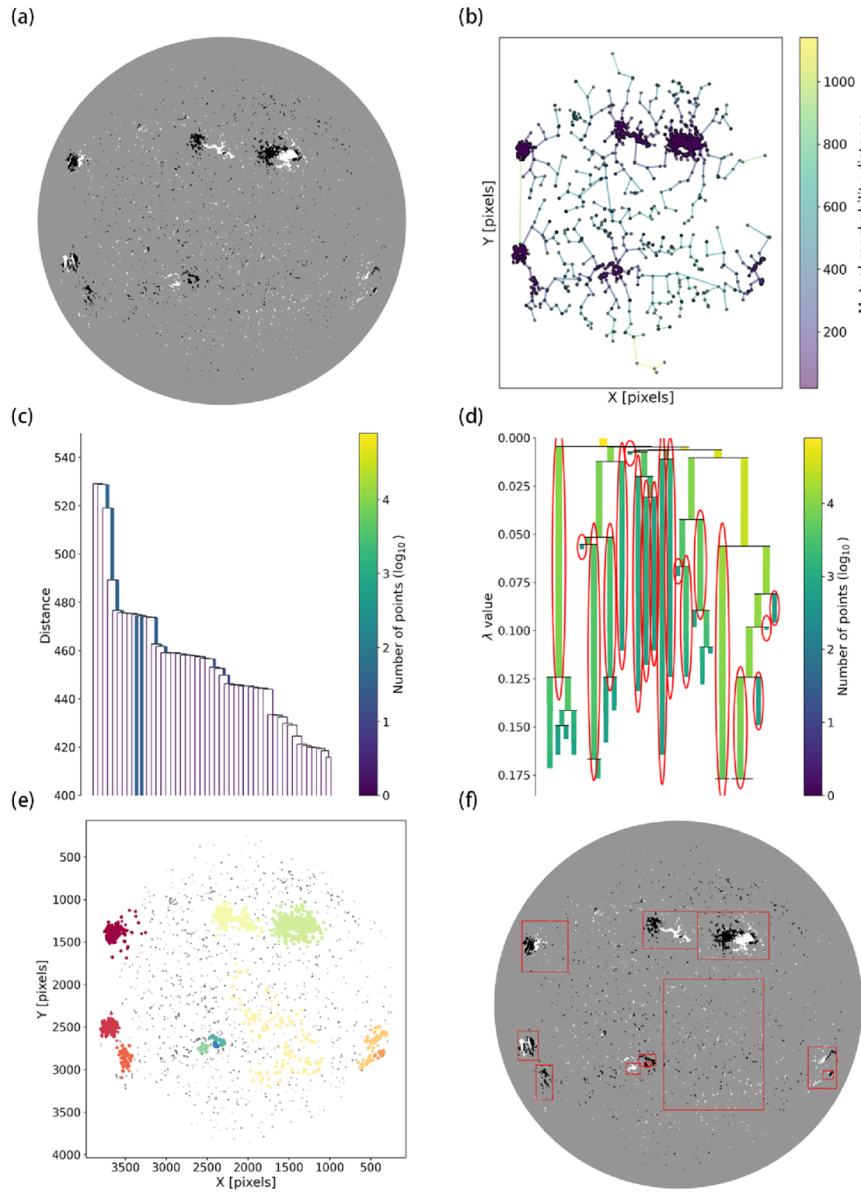 (a)
(b)
Y [pixels]
X [pixels]
1000
800
600
400
200
(c)
540
520
500
480
460
440
420
400
Distance
4
3
2
1
0
Number of points (log10)
(d)
0.000
0.025
0.050
0.075
0.100
0.125
0.150
0.175
λ value
4
3
2
1
0
Number of points (log10)
(e)
500
1000
1500
2000
2500
3000
3500
4000
Y [pixels]
3500 3000 2500 2000 1500 1000 500
X [pixels]
(f)